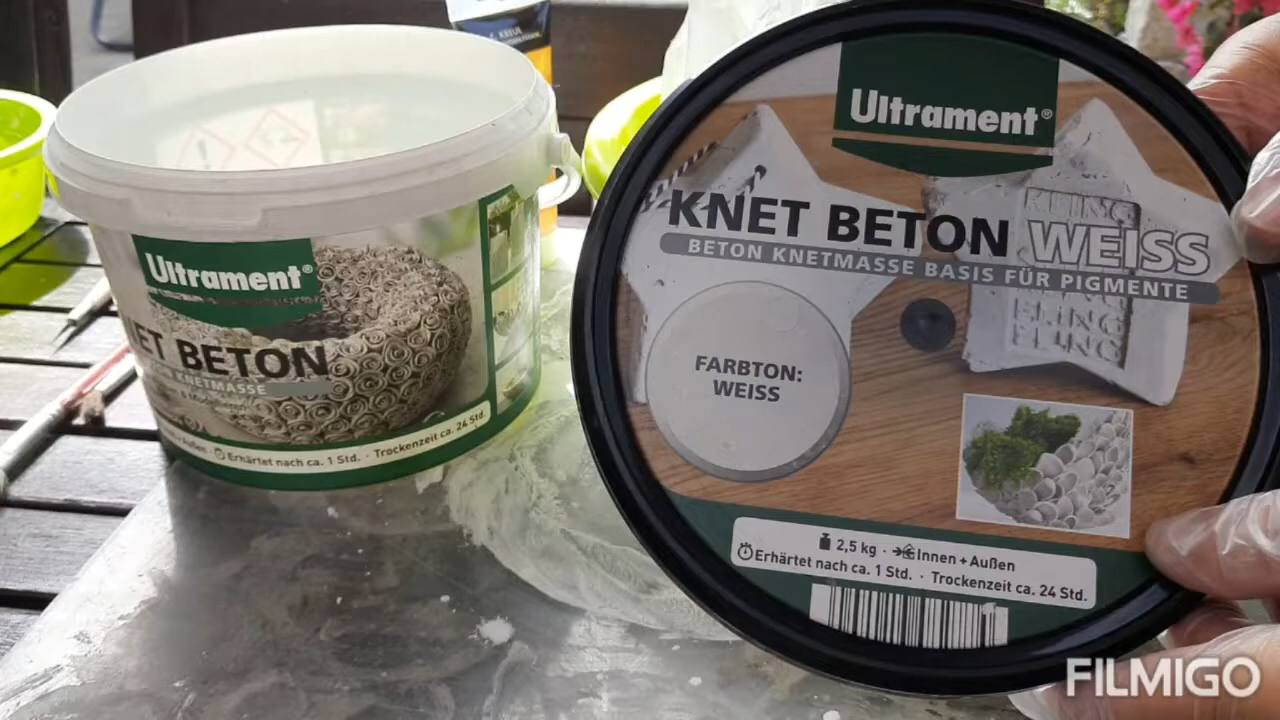 Ultrament®
KNET BETON
KNETMASSE
Erhärtet nach ca. 1 Std. · Trockenzeit ca. 24 Std.
Ultrament®
KNET BETON WEISS
BETON KNETMASSE BASIS FÜR PIGMENTE
FARBTON:
WEISS
2,5 kg · Innen + Außen
Erhärtet nach ca. 1 Std. · Trockenzeit ca. 24 Std.
FILMIGO